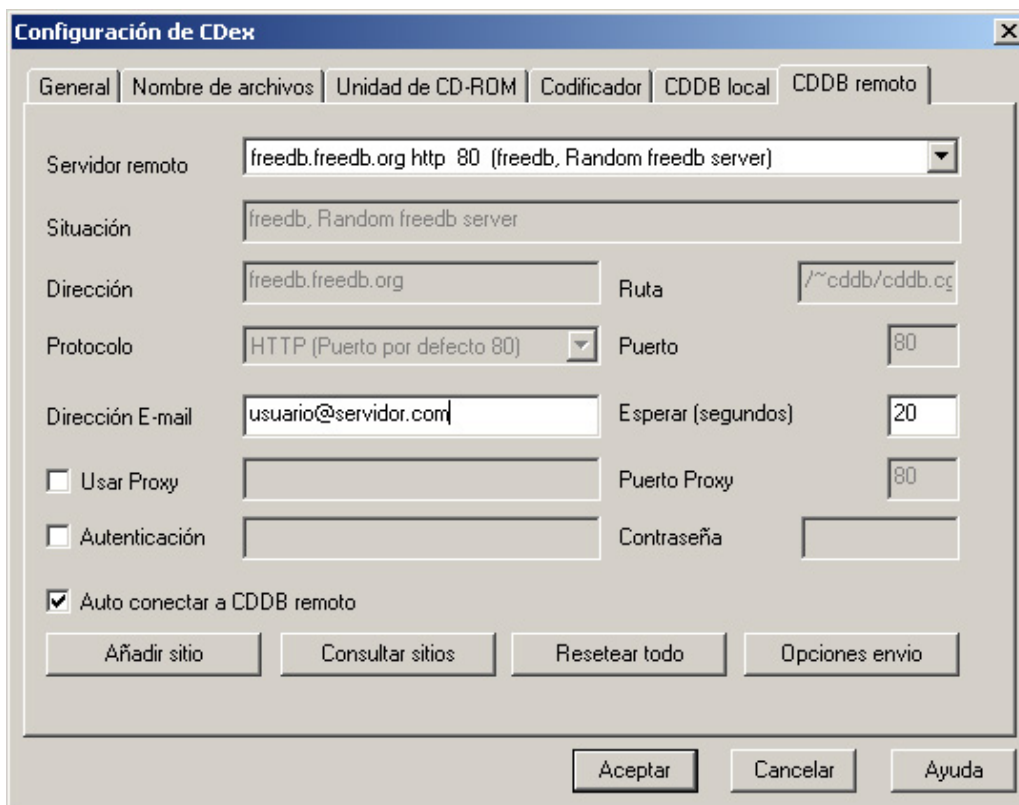 Configuración de CDex
General Nombre de archivos Unidad de CD-ROM Codificador CDDB local CDDB remoto
Servidor remoto freedb.freedb.org http 80 (freedb, Random freedb server)
Situación freedb, Random freedb server
Dirección freedb.freedb.org Ruta /~cddb/cddb.cg
Protocolo HTTP (Puerto por defecto 80) Puerto 80
Dirección E-mail usuario@servidor.com Esperar (segundos) 20
Usar Proxy Puerto Proxy 80
Autenticación Contraseña
Auto conectar a CDDB remoto
Añadir sitio Consultar sitios Resetear todo Opciones envio
Aceptar Cancelar Ayuda